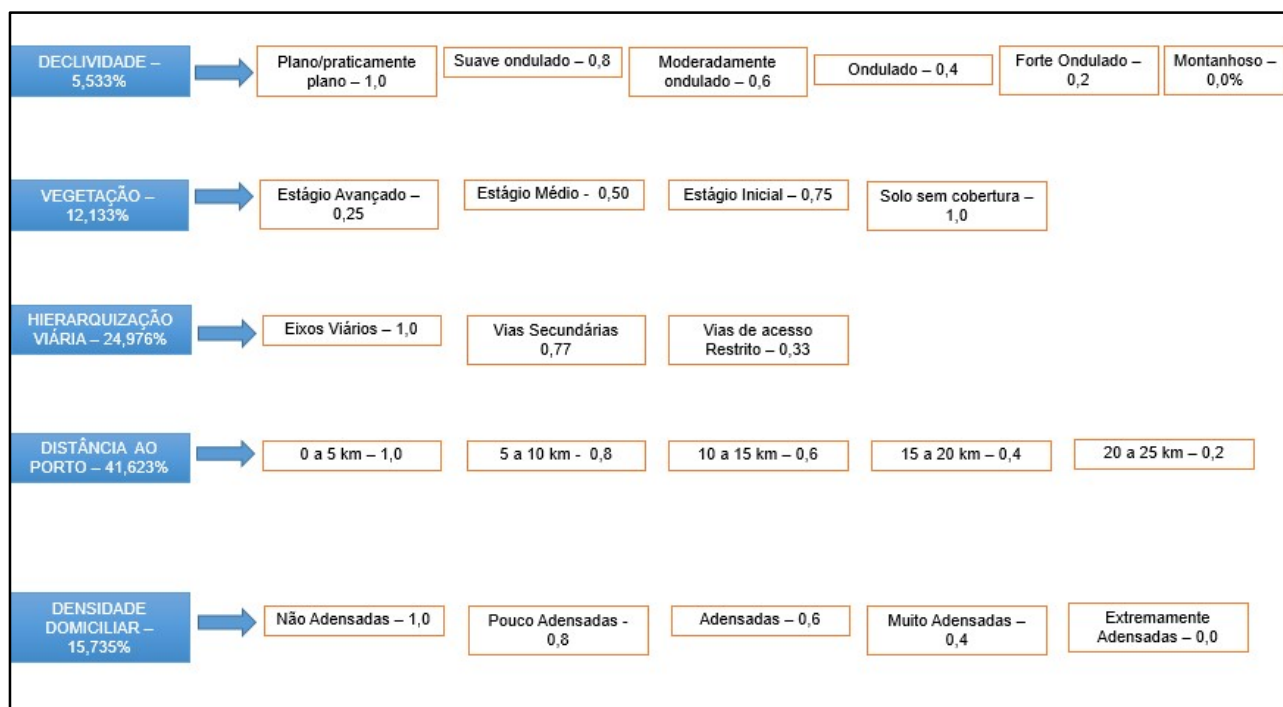 DECLIVIDADE –
5,533%
Plano/praticamente
plano – 1,0
Suave ondulado – 0,8
Moderadamente
ondulado – 0,6
Ondulado – 0,4
Forte Ondulado –
0,2
Montanhoso –
0,0%
VEGETAÇÃO –
12,133%
Estágio Avançado –
0,25
Estágio Médio - 0,50
Estágio Inicial – 0,75
Solo sem cobertura –
1,0
HIERARQUIZAÇÃO
VIÁRIA – 24,976%
Eixos Viários – 1,0
Vias Secundárias
0,77
Vias de acesso
Restrito – 0,33
DISTÂNCIA AO
PORTO – 41,623%
0 a 5 km – 1,0
5 a 10 km - 0,8
10 a 15 km – 0,6
15 a 20 km – 0,4
20 a 25 km – 0,2
DENSIDADE
DOMICILIAR –
15,735%
Não Adensadas – 1,0
Pouco Adensadas -
0,8
Adensadas – 0,6
Muito Adensadas –
0,4
Extremamente
Adensadas – 0,0